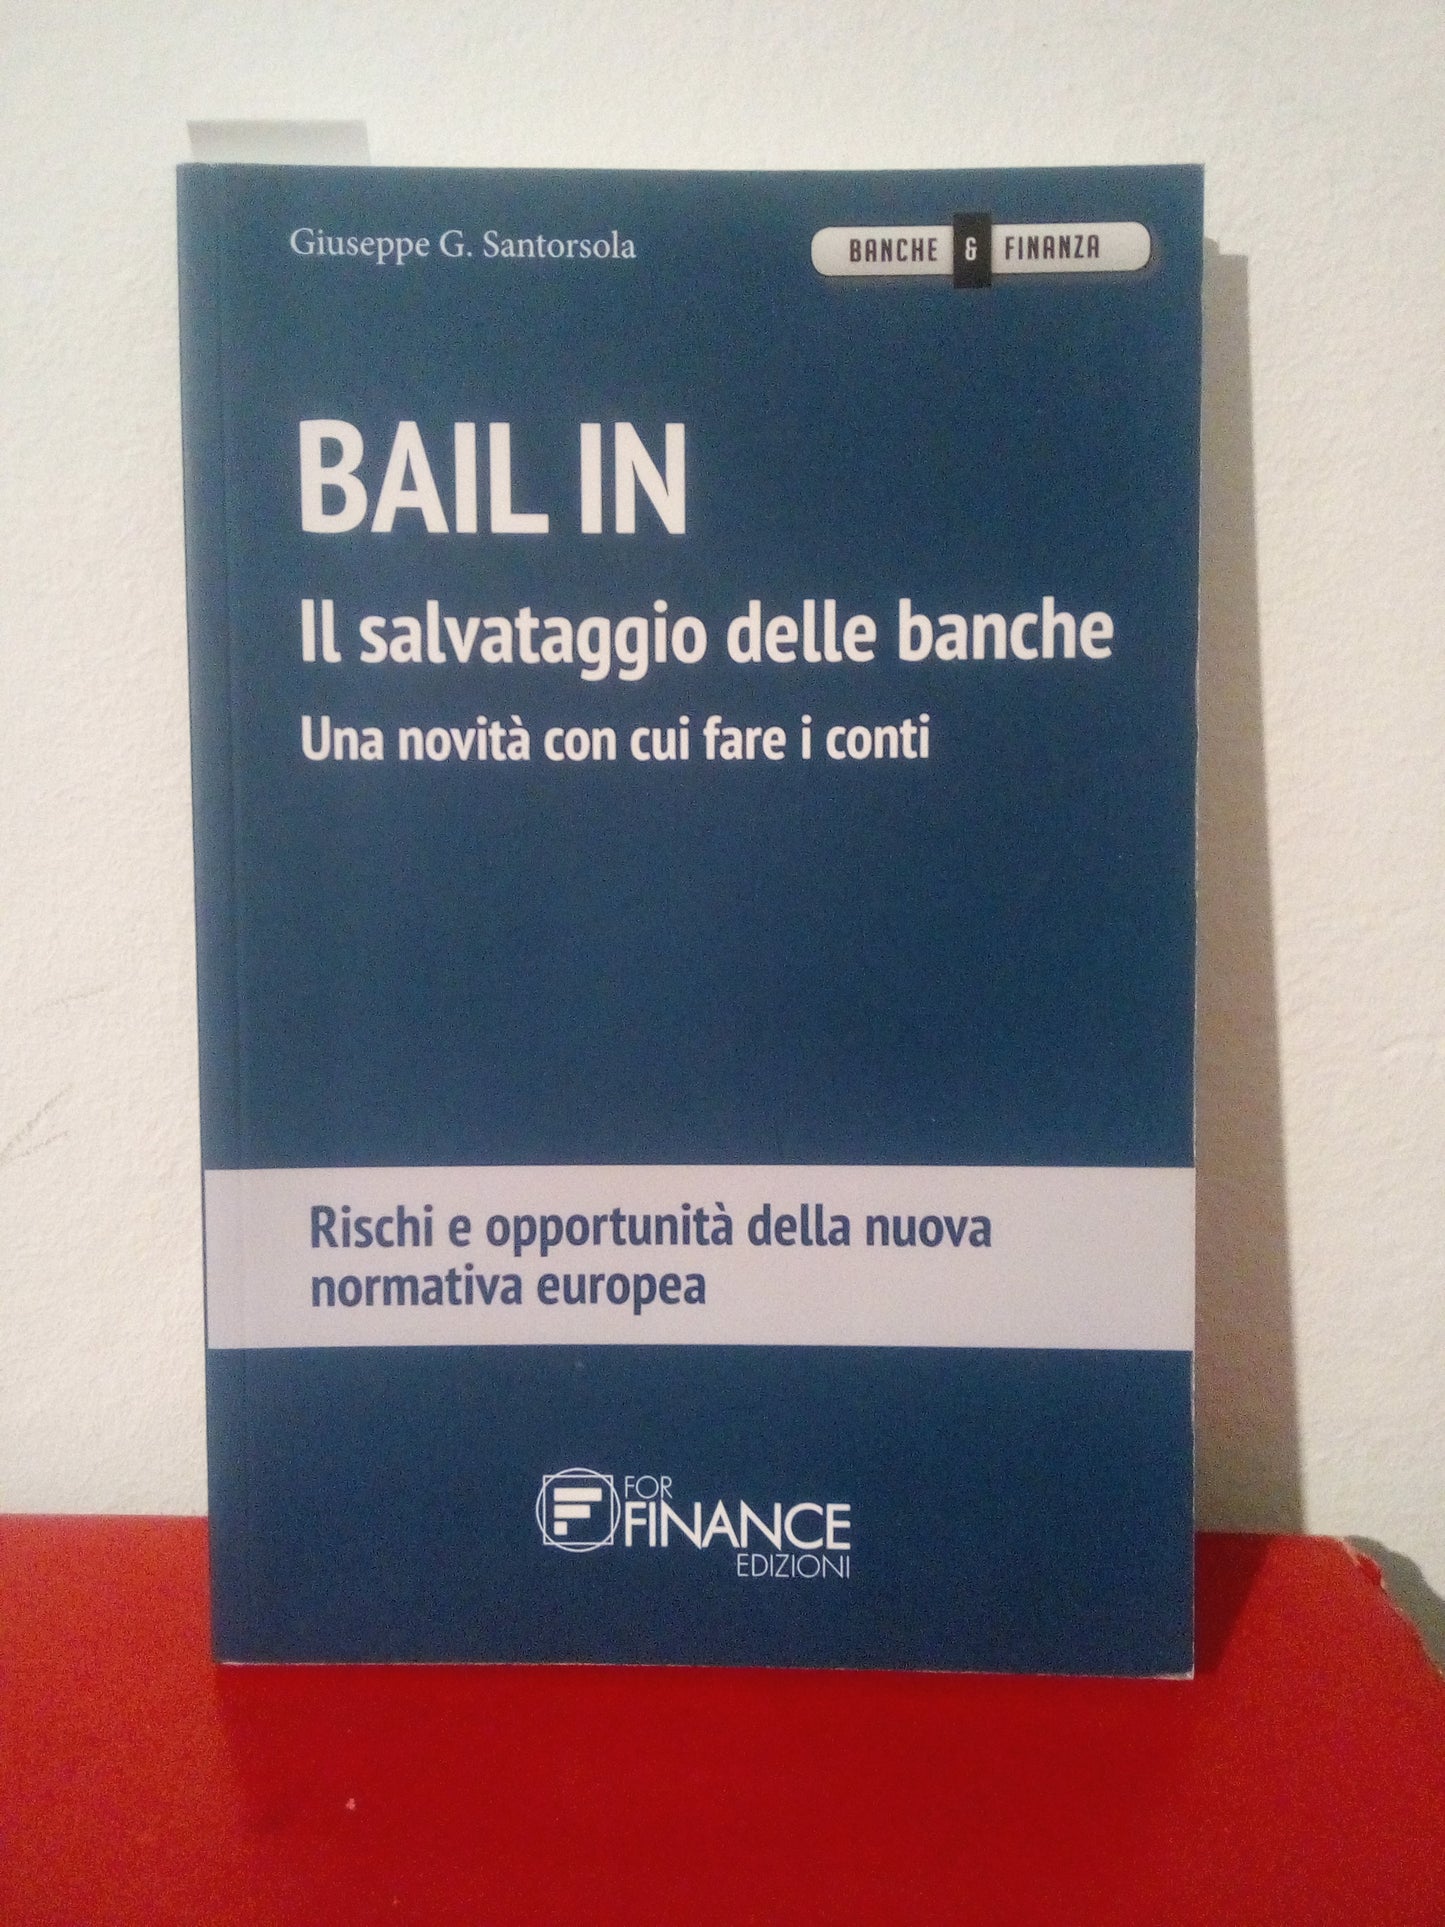 Giuseppe G. Santorsola
BANCHE & FINANZA
BAIL IN
Il salvataggio delle banche
Una novità con cui fare i conti
Rischi e opportunità della nuova
normativa europea
F
FOR
FINANCE
EDIZIONI